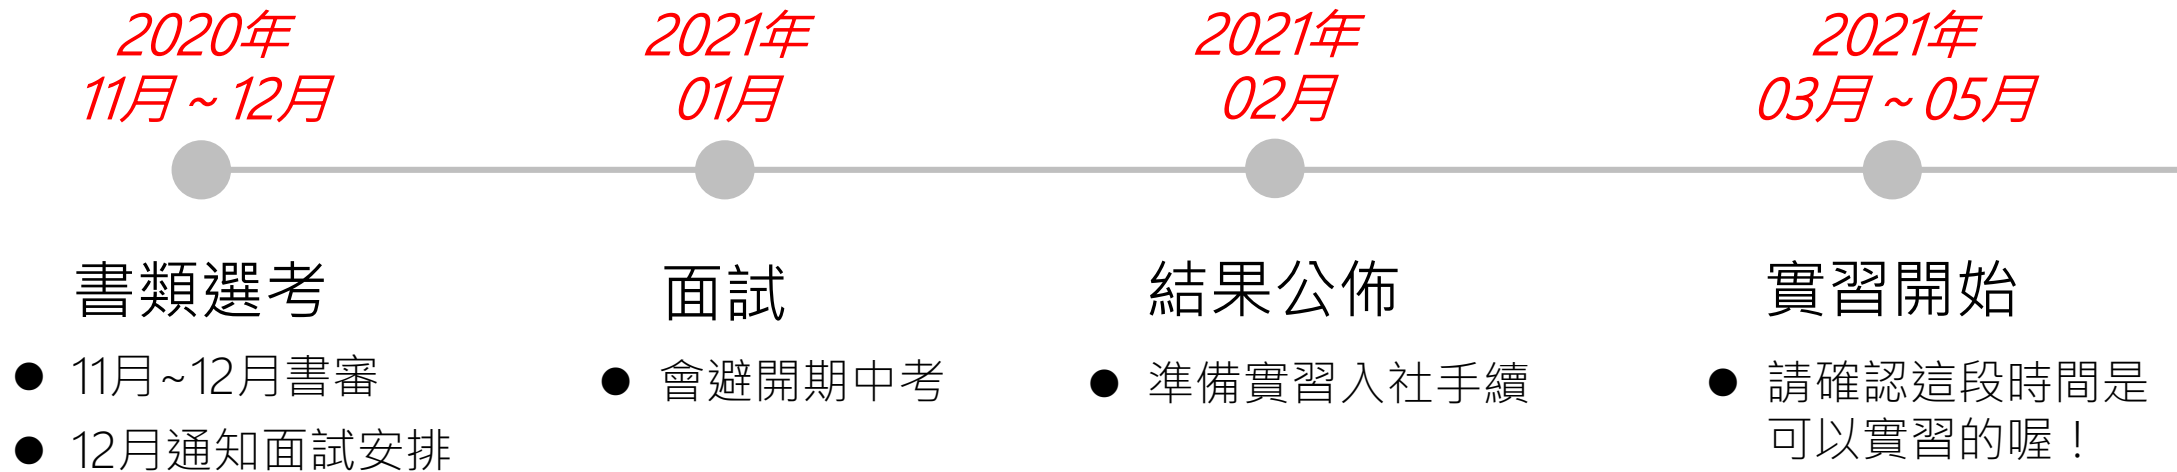 2020年
11月 ~ 12月
2021年
01月
2021年
02月
2021年
03月 ~ 05月
書類選考
● 11月~12月書審
● 12月通知面試安排
面試
● 會避開期中考
結果公佈
● 準備實習入社手續
實習開始
● 請確認這段時間是
可以實習的喔！